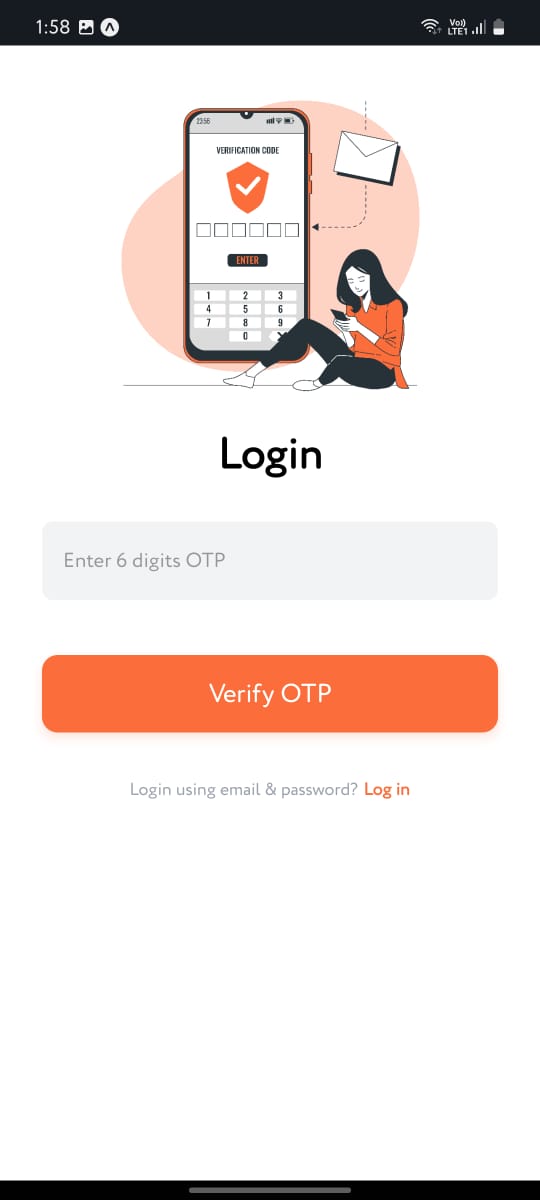 1:58
Vo))
LTE1
23:56
VERIFICATION CODE
ENTER
1 2 3
4 5 6
7 8 9
0
Login
Enter 6 digits OTP
Verify OTP
Login using email & password? Log in